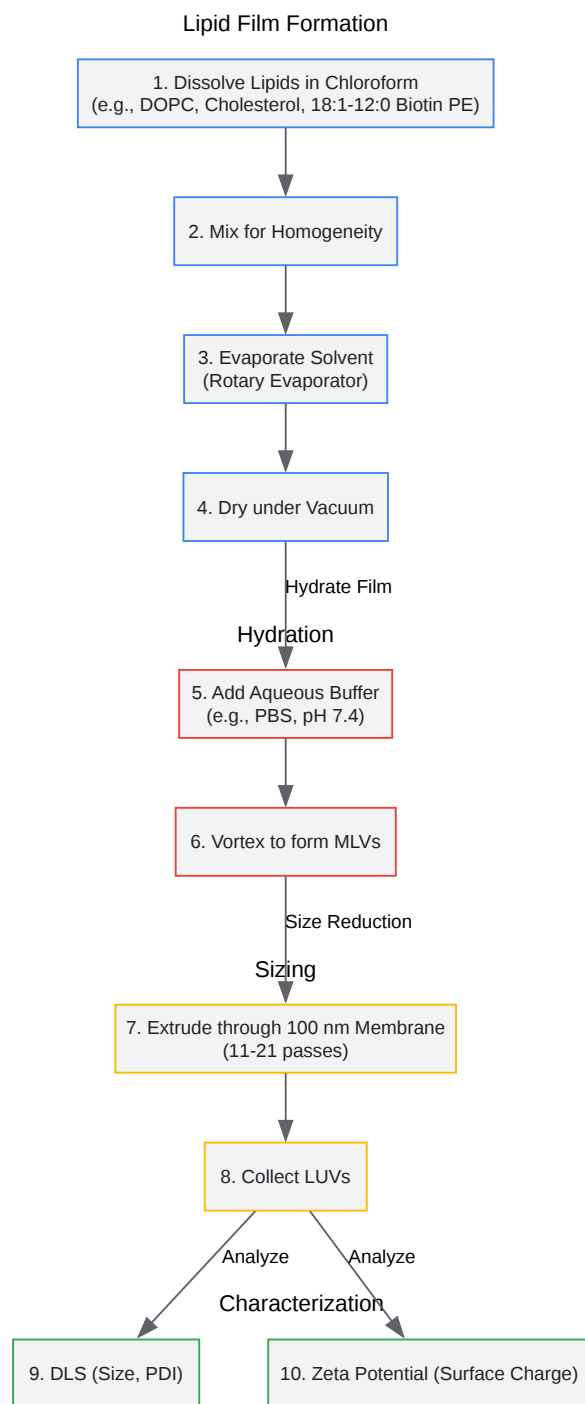 Lipid Film Formation
1. Dissolve Lipids in Chloroform
(e.g., DOPC, Cholesterol, 18:1-12:0 Biotin PE)
2. Mix for Homogeneity
3. Evaporate Solvent
(Rotary Evaporator)
4. Dry under Vacuum
Hydrate Film
Hydration
5. Add Aqueous Buffer
(e.g., PBS, pH 7.4)
6. Vortex to form MLVs
Size Reduction
Sizing
7. Extrude through 100 nm Membrane
(11-21 passes)
8. Collect LUVs
Analyze
Analyze
Characterization
9. DLS (Size, PDI)
10. Zeta Potential (Surface Charge)